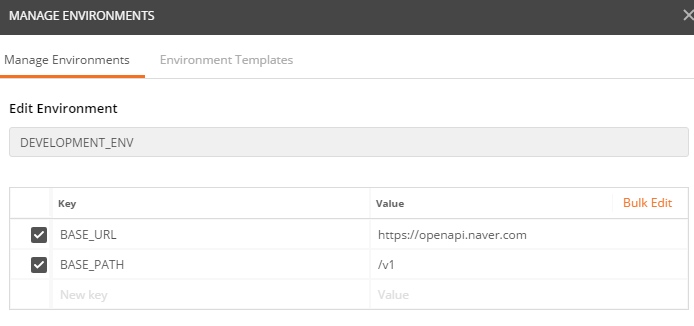 MANAGE ENVIRONMENTS
Manage Environments Environment Templates
Edit Environment
DEVELOPMENT_ENV
Key Value Bulk Edit
BASE_URL https://openapi.naver.com
BASE_PATH /v1
New key Value